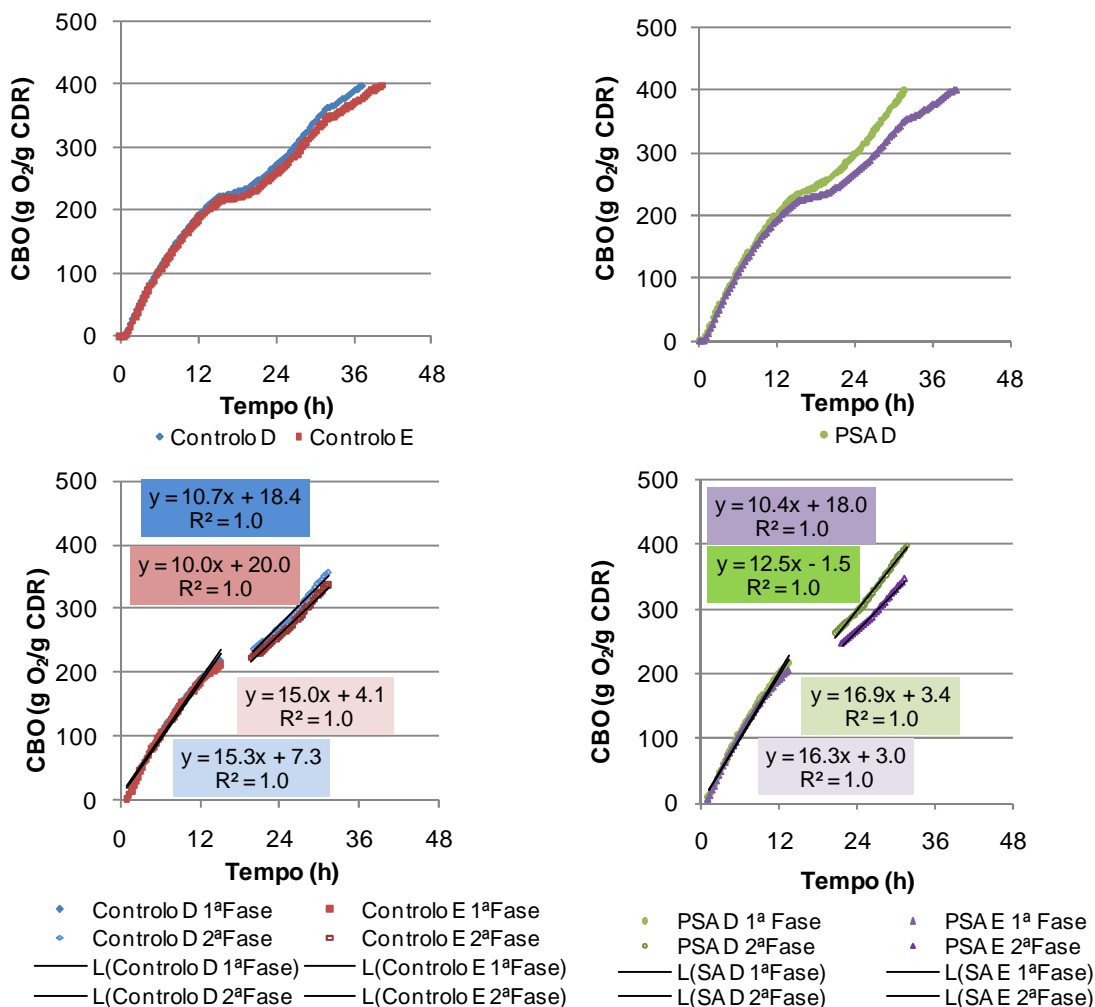 500
400
300
200
100
0
CBO (g O₂/g CDR)
0 12 24 36 48
Tempo (h)
Controlo D Controlo E
500
400
300
200
100
0
CBO (g O₂/g CDR)
0 12 24 36 48
Tempo (h)
PSA D
500
400
300
200
100
0
CBO (g O₂/g CDR)
y = 10.7x + 18.4
R² = 1.0
y = 10.0x + 20.0
R² = 1.0
y = 15.0x + 4.1
R² = 1.0
y = 15.3x + 7.3
R² = 1.0
0 12 24 36 48
Tempo (h)
Controlo D 1ªFase Controlo E 1ªFase
Controlo D 2ªFase Controlo E 2ªFase
L(Controlo D 1ªFase) L(Controlo E 1ªFase)
L(Controlo D 2ªFase) L(Controlo E 2ªFase)
500
400
300
200
100
0
CBO (g O₂/g CDR)
y = 10.4x + 18.0
R² = 1.0
y = 12.5x - 1.5
R² = 1.0
y = 16.9x + 3.4
R² = 1.0
y = 16.3x + 3.0
R² = 1.0
0 12 24 36 48
Tempo (h)
PSA D 1ª Fase PSA E 1ª Fase
PSA D 2ªFase PSA E 2ªFase
L(SA D 1ªFase) L(SA E 1ªFase)
L(SA D 2ªFase) L(SA E 2ªFase)